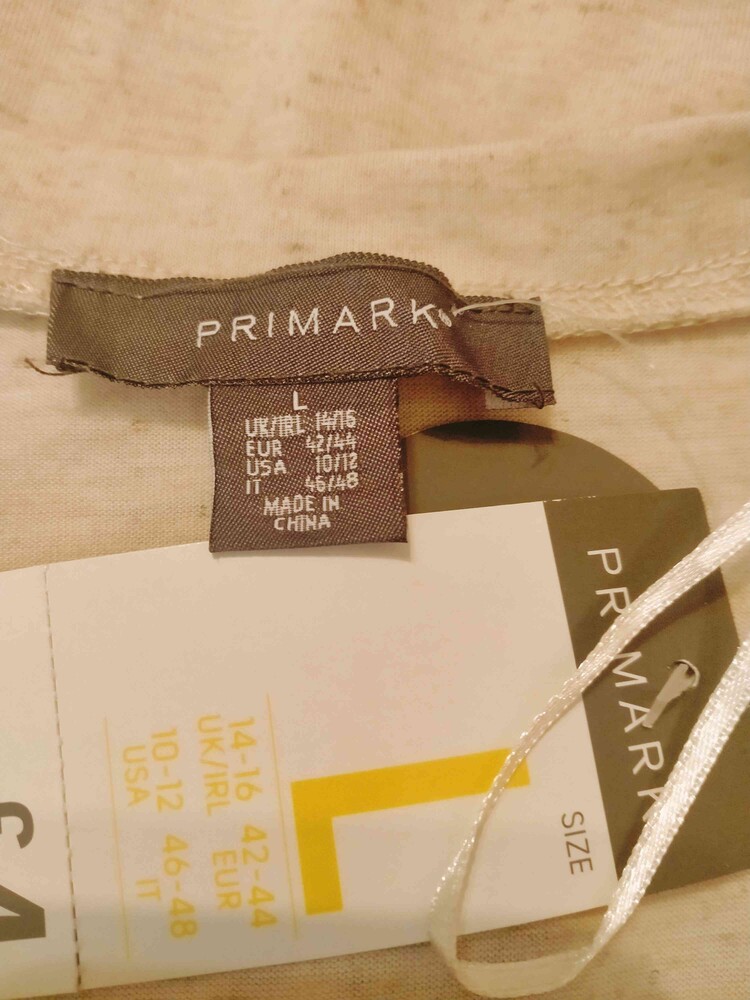 PRIMARK
L
UK/IRL 14/16
EUR 42/44
USA 10/12
IT 46/48
MADE IN
CHINA
PRIMARK
SIZE
L
14-16 42-44
UK/IRL EUR
10-12 46-48
USA IT